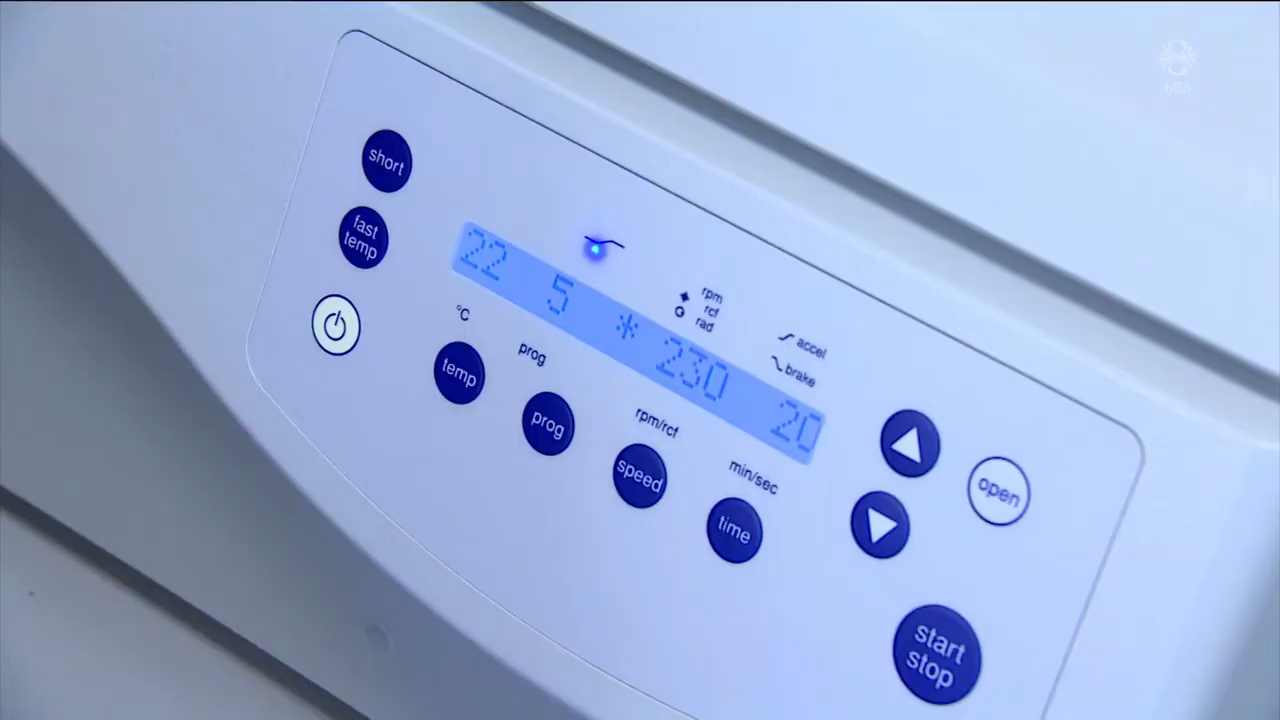 short
fast
temp
22 5 * 230 20
°C
prog
rpm
rcf
rad
accel
brake
rpm/rcf
min/sec
temp
prog
speed
time
open
start
stop